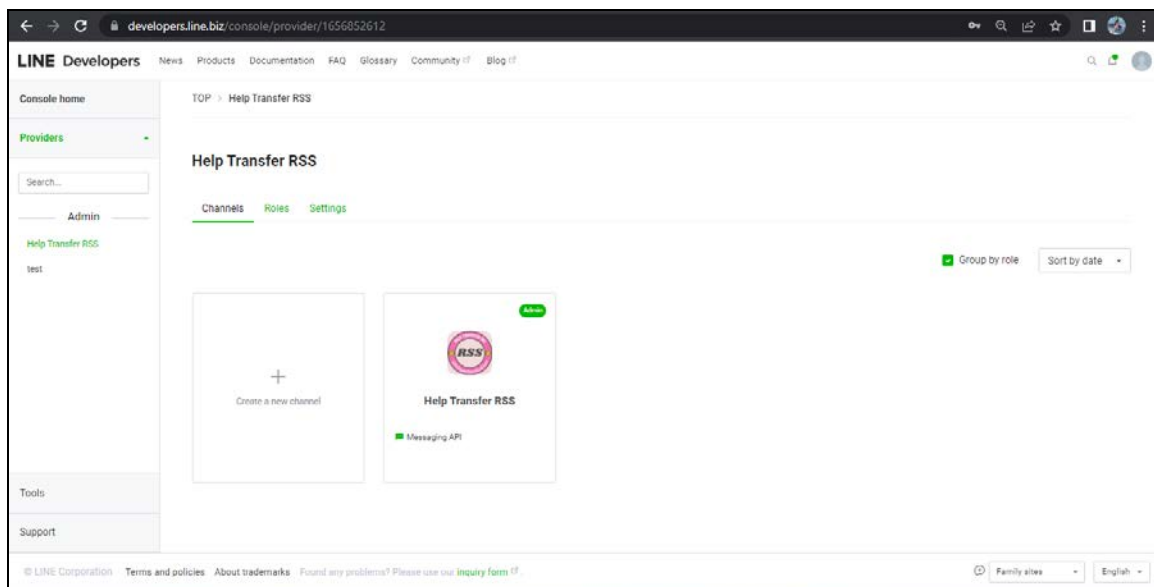 developers.line.biz/console/provider/1656852612
LINE Developers News Products Documentation FAQ Glossary Community Blog
Console home
TOP > Help Transfer RSS
Providers
Help Transfer RSS
Search...
Channels Roles Settings
Admin
Help Transfer RSS
test
Group by role Sort by date
Admin
RSS
Create a new channel
Help Transfer RSS
Messaging API
Tools
Support
© LINE Corporation Terms and policies About trademarks Found any problems? Please use our inquiry form. Family sites English